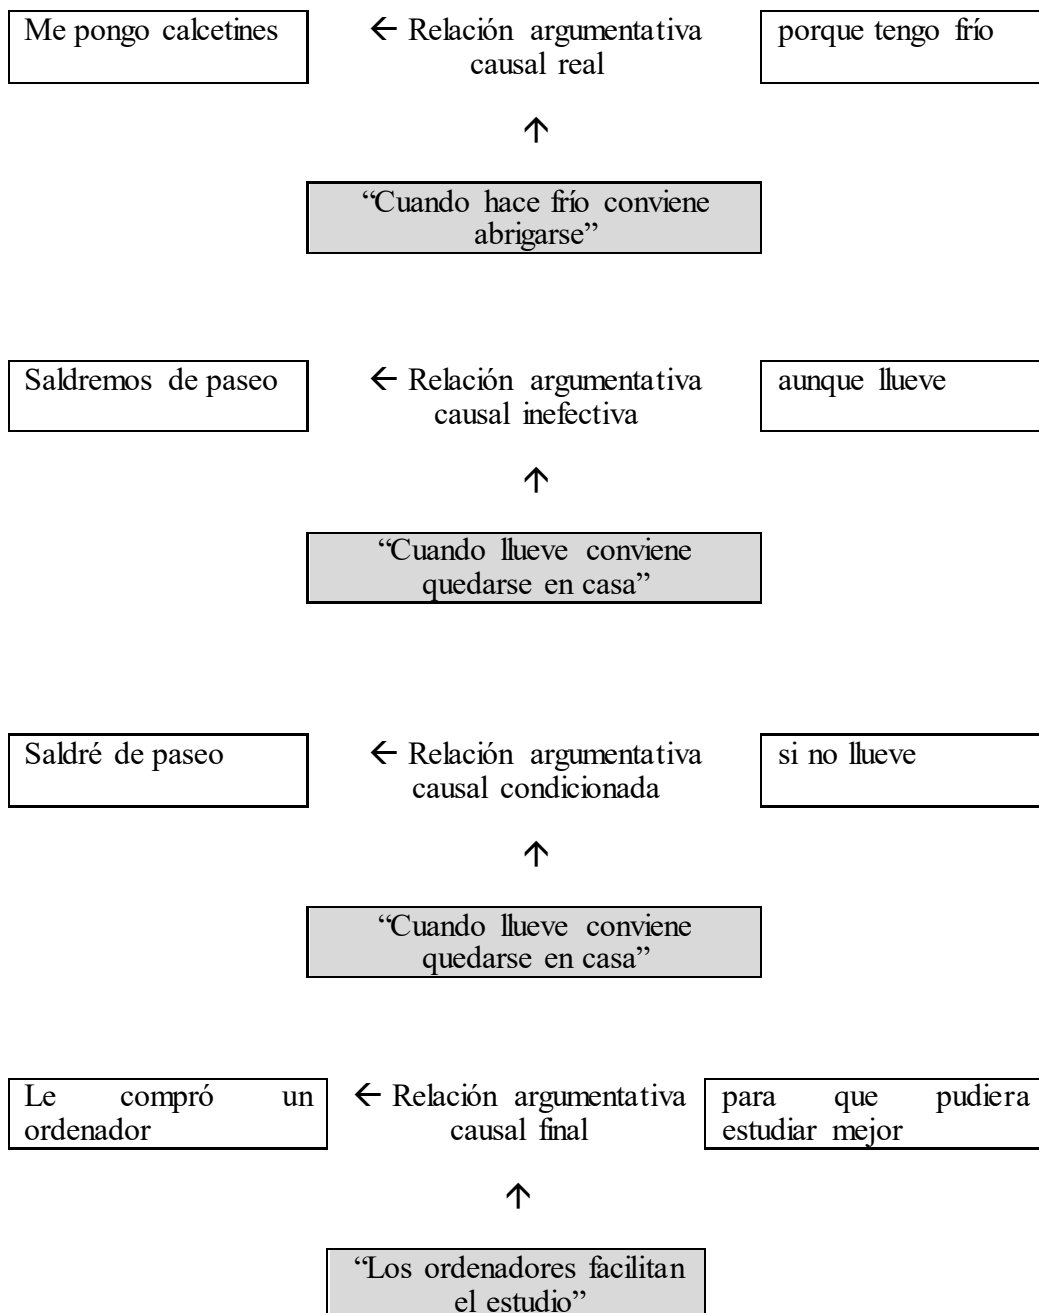 Me pongo calcetines
← Relación argumentativa
causal real
porque tengo frío
↑
“Cuando hace frío conviene
abrigarse”
Saldremos de paseo
← Relación argumentativa
causal inefectiva
aunque llueve
↑
“Cuando llueve conviene
quedarse en casa”
Saldré de paseo
← Relación argumentativa
causal condicionada
si no llueve
↑
“Cuando llueve conviene
quedarse en casa”
Le compró un
ordenador
← Relación argumentativa
causal final
para que pudiera
estudiar mejor
↑
“Los ordenadores facilitan
el estudio”